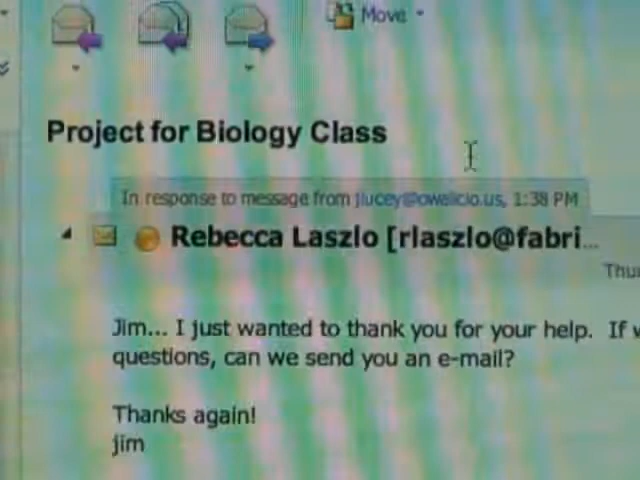 Move
Project for Biology Class
In response to message from jlucey@owalicio.us, 1:38 PM
Rebecca Laszlo [rlaszlo@fabri...
Thu
Jim... I just wanted to thank you for your help. If
questions, can we send you an e-mail?
Thanks again!
jim